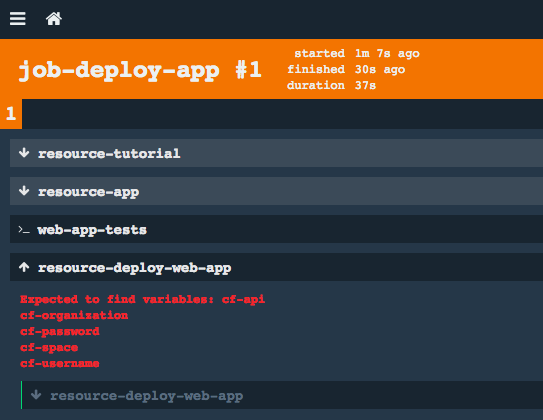 job-deploy-app #1
started 1m 7s ago
finished 30s ago
duration 37s
1
resource-tutorial
resource-app
>_ web-app-tests
resource-deploy-web-app
Expected to find variables: cf-api
cf-organization
cf-password
cf-space
cf-username
resource-deploy-web-app